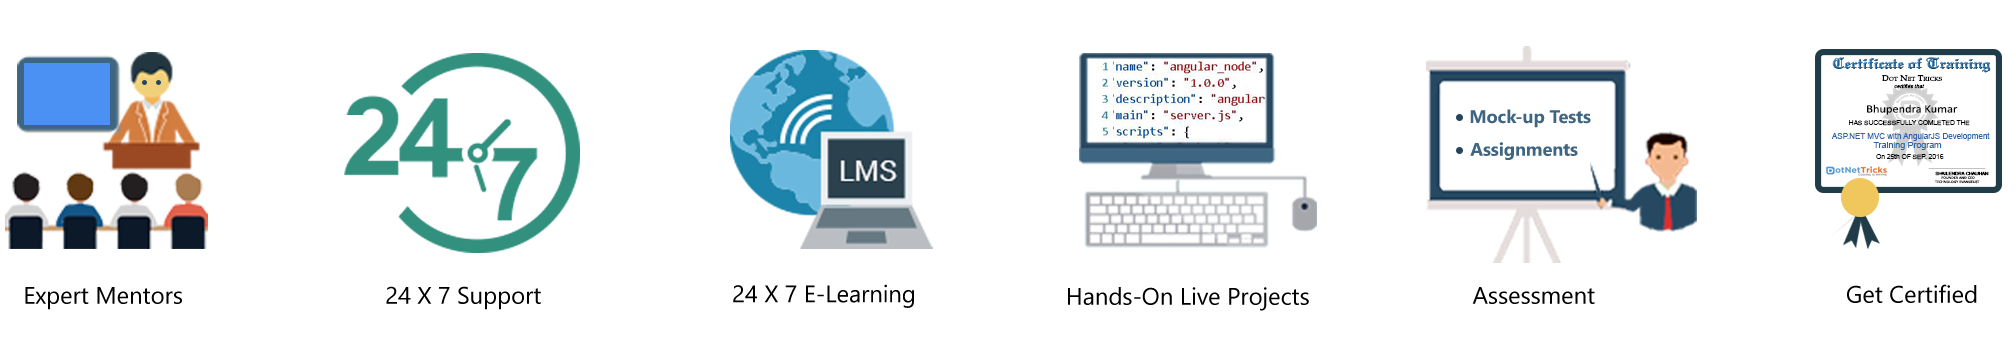 24
7
LMS
1 'name": "angular_node",
2 'version": "1.0.0",
3 'description": "angular
4 'main": "server.js",
5 'scripts": {
• Mock-up Tests
• Assignments
Certificate of Training
DOT NET TRICKS
certifies that
Bhupendra Kumar
HAS SUCCESSFULLY COMLETED THE
ASP.NET MVC with AngularJS Development
Training Program
On 25th OF SEP, 2016
DotNetTricks
SHAILENDRA CHAUHAN
FOUNDER AND CEO
TECHNOLOGY EVANGELIST
Expert Mentors
24 X 7 Support
24 X 7 E-Learning
Hands-On Live Projects
Assessment
Get Certified